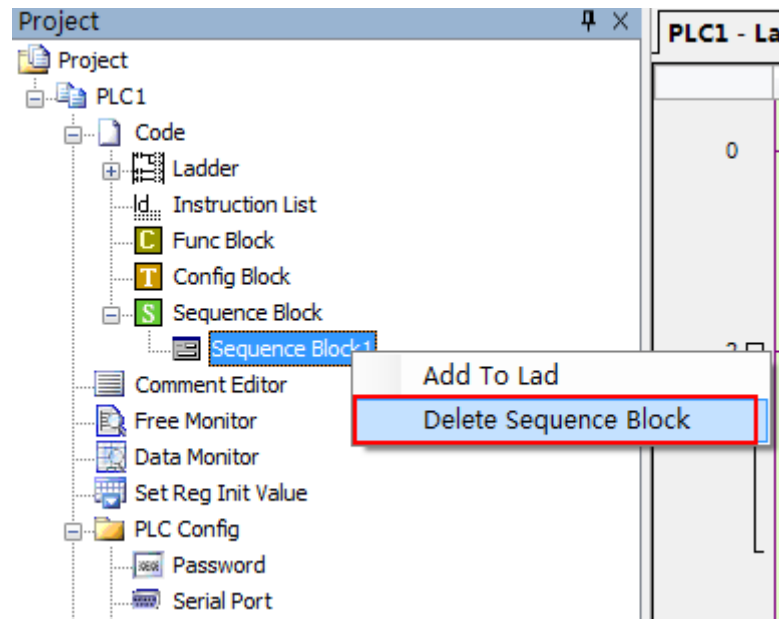 Project
PLC1 - La
Project
PLC1
Code
0
Ladder
ld...
Instruction List
C
Func Block
T
Config Block
S
Sequence Block
Sequence Block1
Add To Lad
Delete Sequence Block
Comment Editor
Free Monitor
Data Monitor
Set Reg Init Value
PLC Config
Password
Serial Port